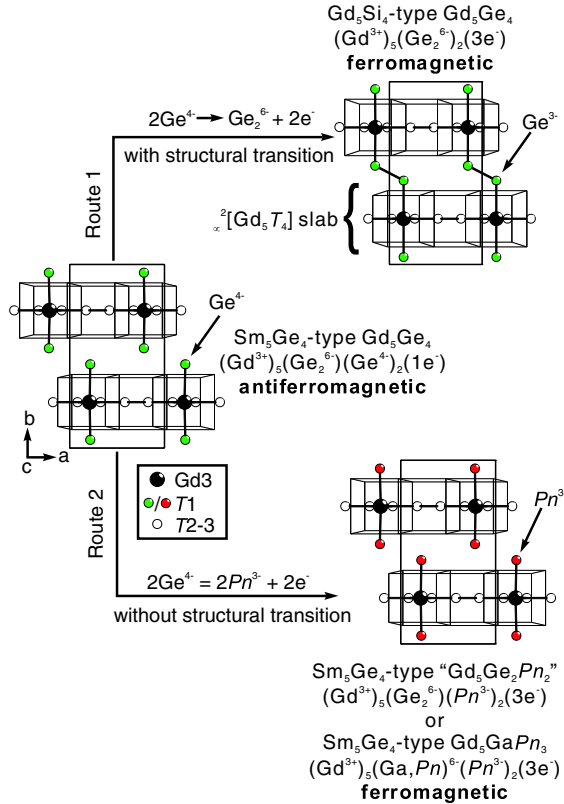 Gd₅Si₄-type Gd₅Ge₄
(Gd³⁺)₅(Ge₂⁶⁻)₂(3e⁻)
ferromagnetic
2Ge⁴⁻ → Ge₂⁶⁻ + 2e⁻
with structural transition
Ge³⁻
Route 1
²∞[Gd₅T₄] slab
Ge⁴⁻
Sm₅Ge₄-type Gd₅Ge₄
(Gd³⁺)₅(Ge₂⁶⁻)(Ge⁴⁻)₂(1e⁻)
antiferromagnetic
b
c a
Gd3
/ T1
T2-3
Route 2
Pn³
2Ge⁴⁻ = 2Pn³⁻ + 2e⁻
without structural transition
Sm₅Ge₄-type “Gd₅Ge₂Pn₂”
(Gd³⁺)₅(Ge₂⁶⁻)(Pn³⁻)₂(3e⁻)
or
Sm₅Ge₄-type Gd₅GaPn₃
(Gd³⁺)₅(Ga,Pn)⁶⁻(Pn³⁻)₂(3e⁻)
ferromagnetic